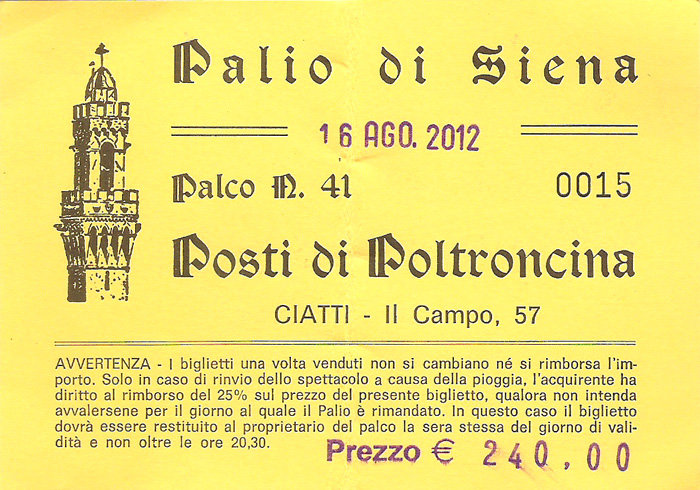 Palio di Siena
16 AGO. 2012
Palco N. 41 0015
Posti di Poltroncina
CIATTI - Il Campo, 57
AVVERTENZA - I biglietti una volta venduti non si cambiano né si rimborsa l'im-
porto. Solo in caso di rinvio dello spettacolo a causa della pioggia, l'acquirente ha
diritto al rimborso del 25% sul prezzo del presente biglietto, qualora non intenda
avvalersene per il giorno al quale il Palio è rimandato. In questo caso il biglietto
dovrà essere restituito al proprietario del palco la sera stessa del giorno di vali-
dità e non oltre le ore 20,30.
Prezzo € 240,00